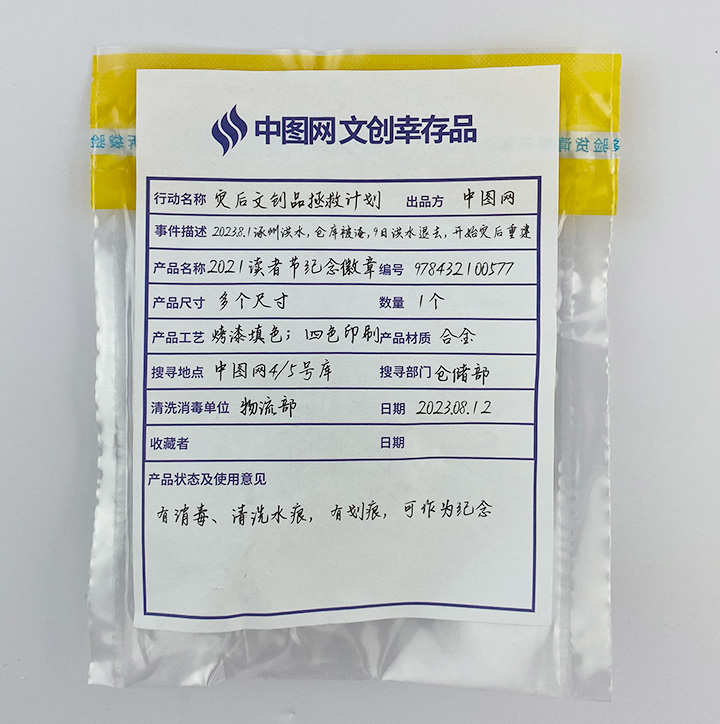 中图网 文创幸存品
行动名称 灾后文创品拯救计划 出品方 中图网
事件描述 2023.8.1涿州洪水，仓库被淹，9日洪水退去，开始灾后重建
产品名称 2021读者节纪念徽章 编号 978432100577
产品尺寸 多个尺寸 数量 1个
产品工艺 烤漆填色；四色印刷 产品材质 合金
搜寻地点 中图网4/5号库 搜寻部门 仓储部
清洗消毒单位 物流部 日期 2023.08.12
收藏者 日期
产品状态及使用意见
有消毒、清洗水痕，有划痕，可作为纪念